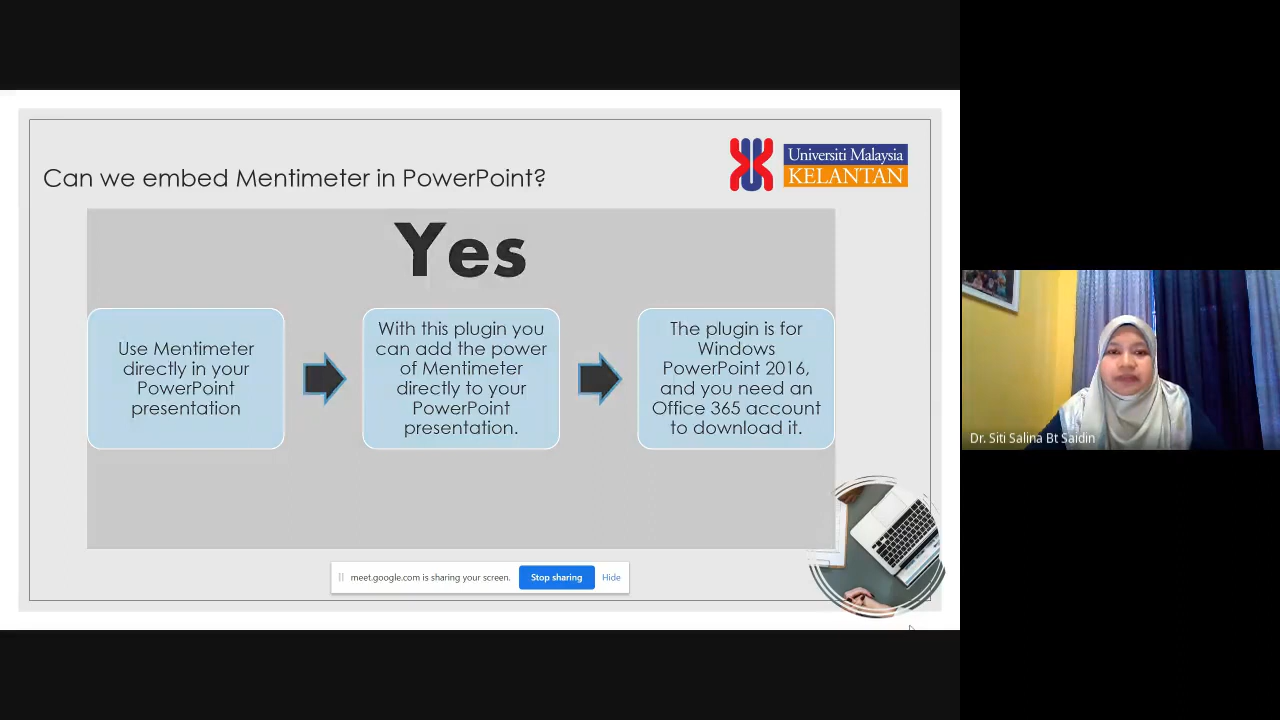 Can we embed Mentimeter in PowerPoint?
Universiti Malaysia
KELANTAN
Yes
Use Mentimeter
directly in your
PowerPoint
presentation
With this plugin you
can add the power
of Mentimeter
directly to your
PowerPoint
presentation.
The plugin is for
Windows
PowerPoint 2016,
and you need an
Office 365 account
to download it.
meet.google.com is sharing your screen.
Stop sharing
Hide
Dr. Siti Salina Bt Saidin